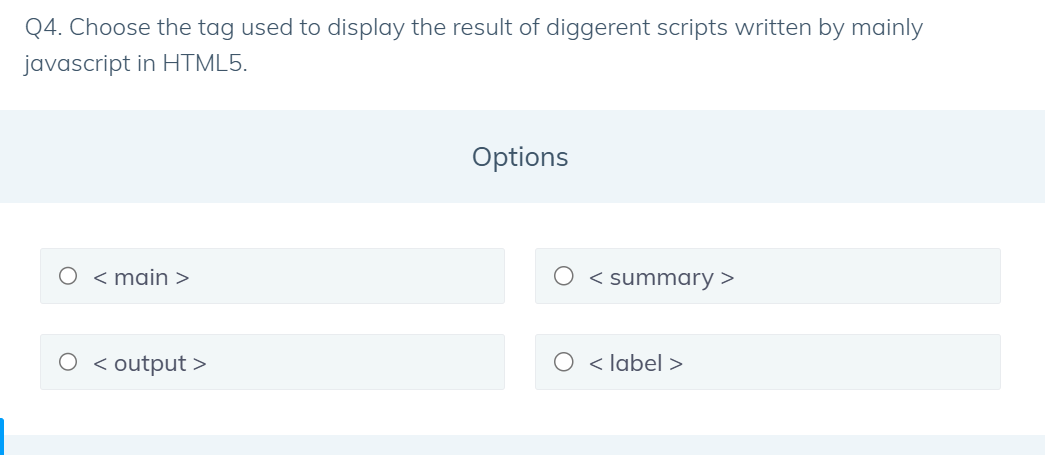 Q4. Choose the tag used to display the result of diggerent scripts written by mainly
javascript in HTML5.
Options
< main >
< summary >
< output >
< label >